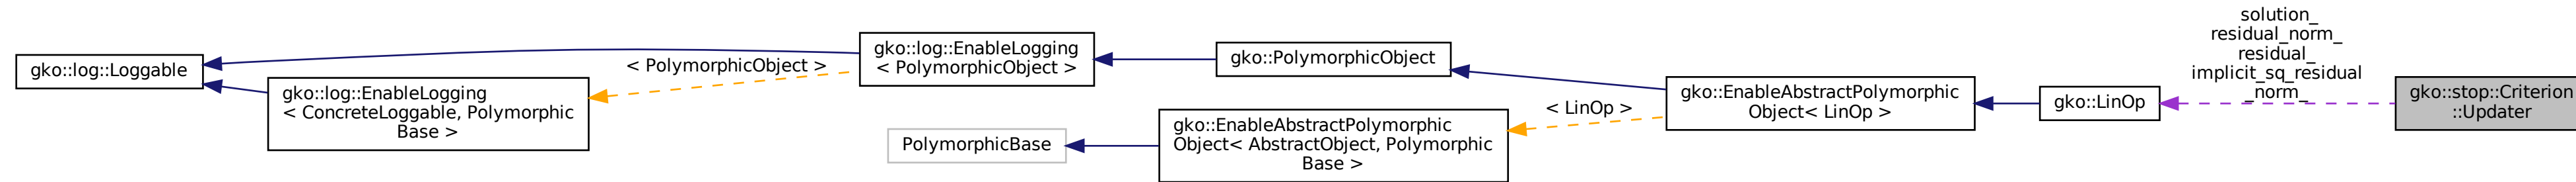 gko::log::Loggable
gko::log::EnableLogging
< ConcreteLoggable, Polymorphic
Base >
< PolymorphicObject >
gko::log::EnableLogging
< PolymorphicObject >
PolymorphicBase
gko::PolymorphicObject
gko::EnableAbstractPolymorphic
Object< AbstractObject, Polymorphic
Base >
< LinOp >
gko::EnableAbstractPolymorphic
Object< LinOp >
gko::LinOp
solution_
residual_norm_
residual_
implicit_sq_residual
_norm_
gko::stop::Criterion
::Updater